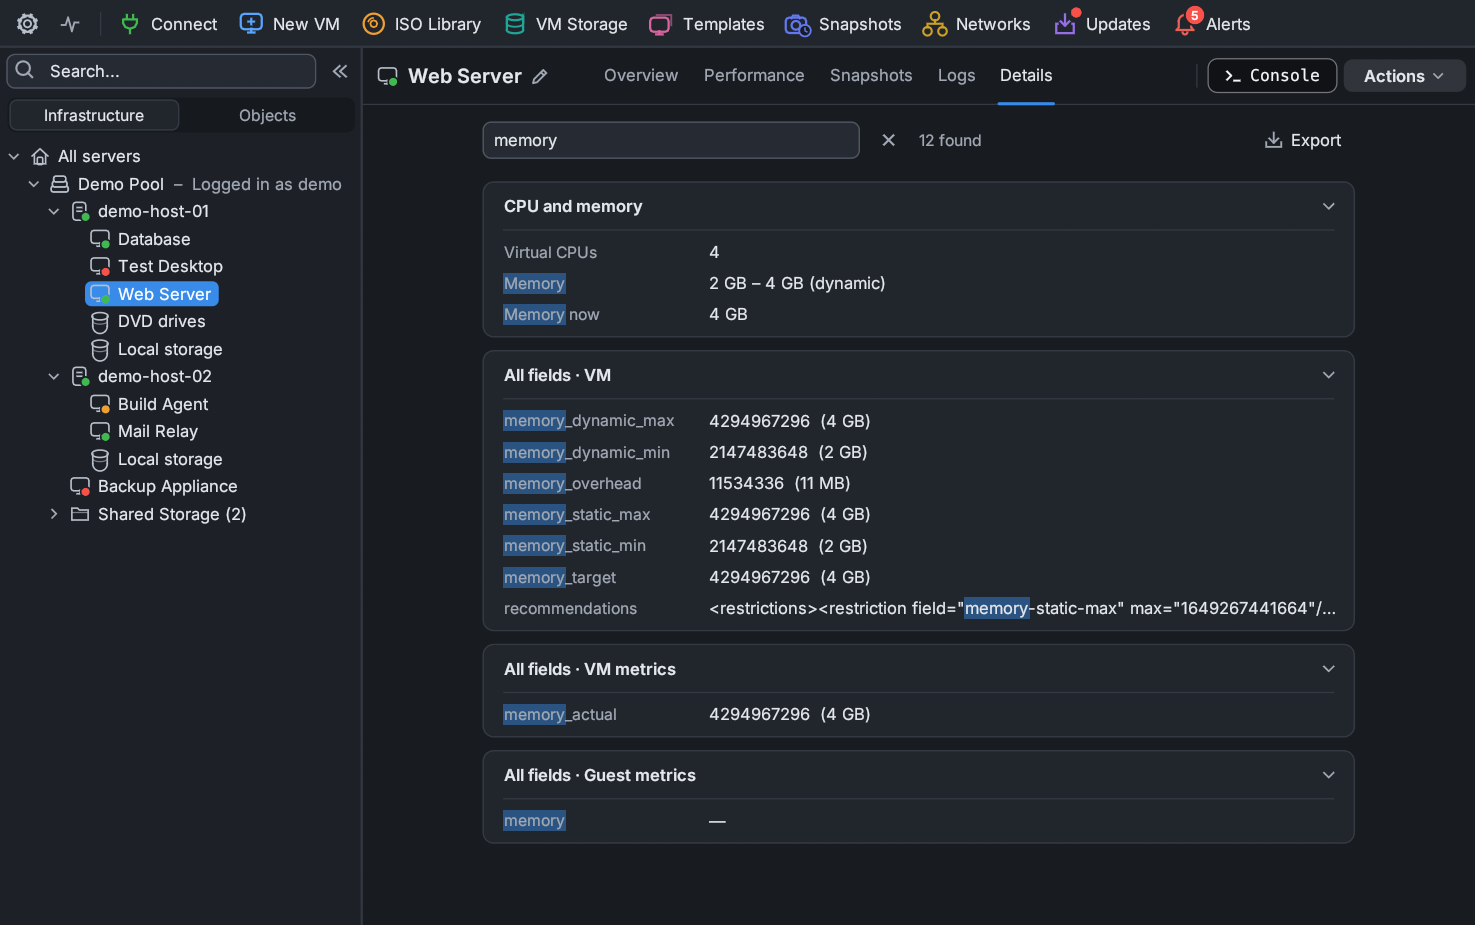 Connect
New VM
ISO Library
VM Storage
Templates
Snapshots
Networks
Updates
5
Alerts
Search...
Infrastructure
Objects
All servers
Demo Pool – Logged in as demo
demo-host-01
Database
Test Desktop
Web Server
DVD drives
Local storage
demo-host-02
Build Agent
Mail Relay
Local storage
Backup Appliance
Shared Storage (2)
Web Server
Overview
Performance
Snapshots
Logs
Details
>_ Console
Actions
memory
12 found
Export
CPU and memory
Virtual CPUs 4
Memory 2 GB – 4 GB (dynamic)
Memory now 4 GB
All fields · VM
memory_dynamic_max 4294967296 (4 GB)
memory_dynamic_min 2147483648 (2 GB)
memory_overhead 11534336 (11 MB)
memory_static_max 4294967296 (4 GB)
memory_static_min 2147483648 (2 GB)
memory_target 4294967296 (4 GB)
recommendations <restrictions><restriction field="memory-static-max" max="1649267441664"/...
All fields · VM metrics
memory_actual 4294967296 (4 GB)
All fields · Guest metrics
memory —